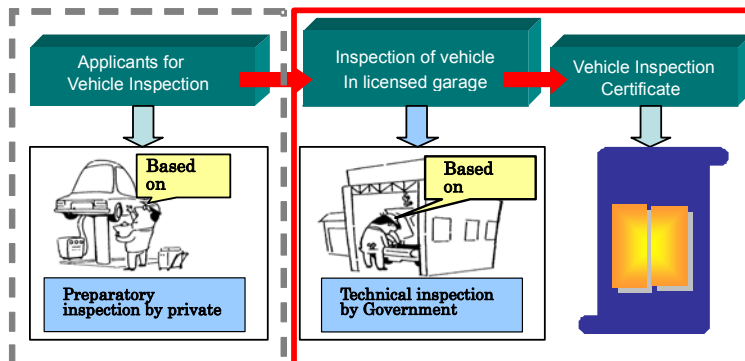 Applicants for
Vehicle Inspection
Inspection of vehicle
In licensed garage
Vehicle Inspection
Certificate
Based
on
Based
on
Preparatory
inspection by private
Technical inspection
by Government